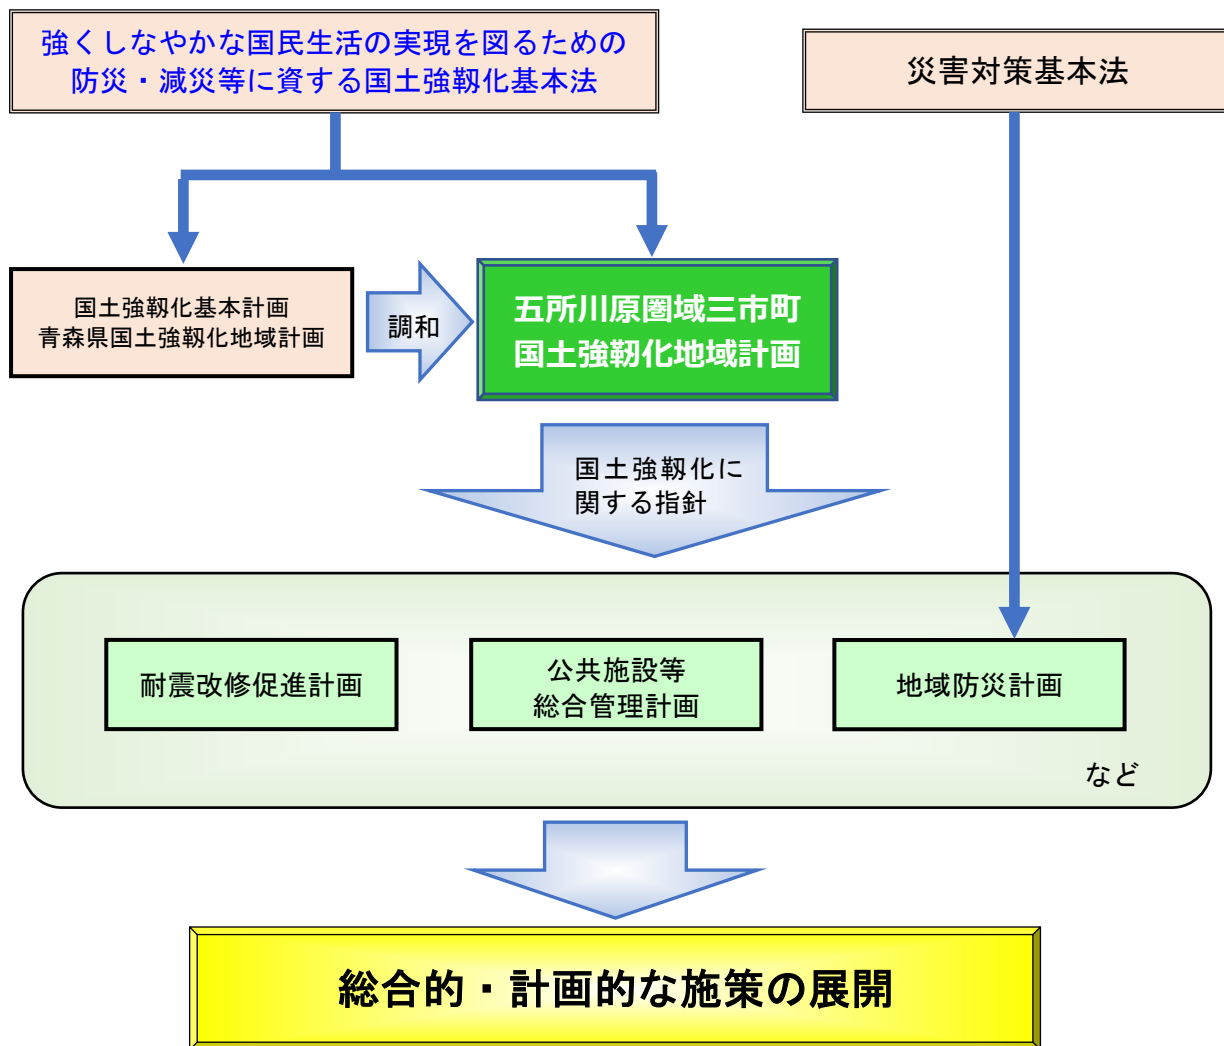 強くしなやかな国民生活の実現を図るための
防災・減災等に資する国土強靱化基本法
災害対策基本法
国土強靱化基本計画
青森県国土強靱化地域計画
調和
五所川原圏域三市町
国土強靱化地域計画
国土強靱化に
関する指針
耐震改修促進計画
公共施設等
総合管理計画
地域防災計画
など
総合的・計画的な施策の展開